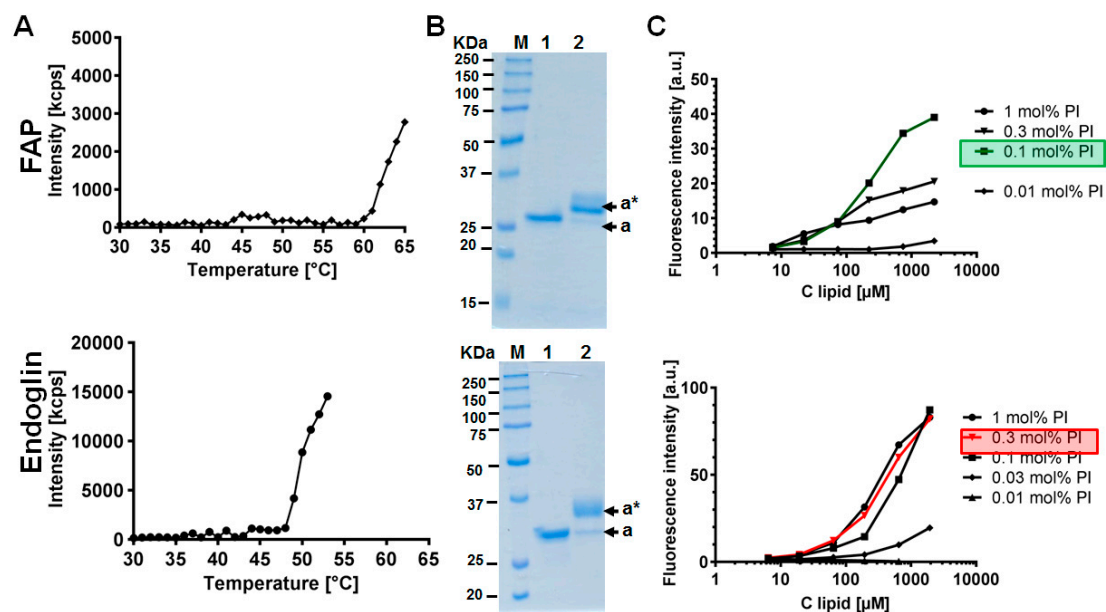 A
B
C
FAP
5000
4000
3000
2000
1000
0
Intensity [kcps]
30 35 40 45 50 55 60 65
Temperature [°C]
KDa M 1 2
250
150
100
75
50
37
25
20
15
a*
a
50
40
30
20
10
0
Fluorescence intensity [a.u.]
1 10 100 1000 10000
C lipid [µM]
1 mol% PI
0.3 mol% PI
0.1 mol% PI
0.01 mol% PI
Endoglin
20000
15000
10000
5000
0
Intensity [kcps]
30 35 40 45 50 55 60 65
Temperature [°C]
KDa M 1 2
250
150
100
75
50
37
25
20
a*
a
100
50
0
Fluorescence intensity [a.u.]
1 10 100 1000 10000
C lipid [µM]
1 mol% PI
0.3 mol% PI
0.1 mol% PI
0.03 mol% PI
0.01 mol% PI